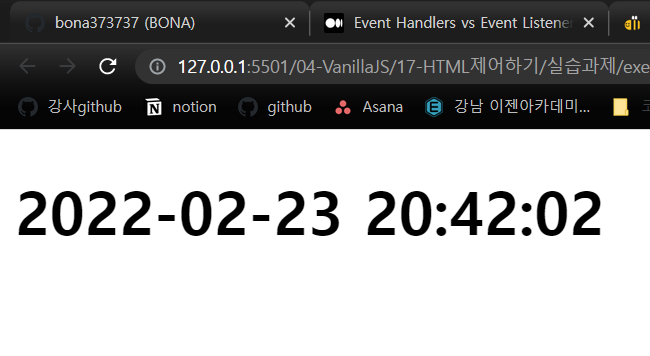 bona373737 (BONA)
Event Handlers vs Event Listener
127.0.0.1:5501/04-VanillaJS/17-HTML제어하기/실습과제/exe
강사github
notion
github
Asana
강남 이젠아카데미...
2022-02-23 20:42:02